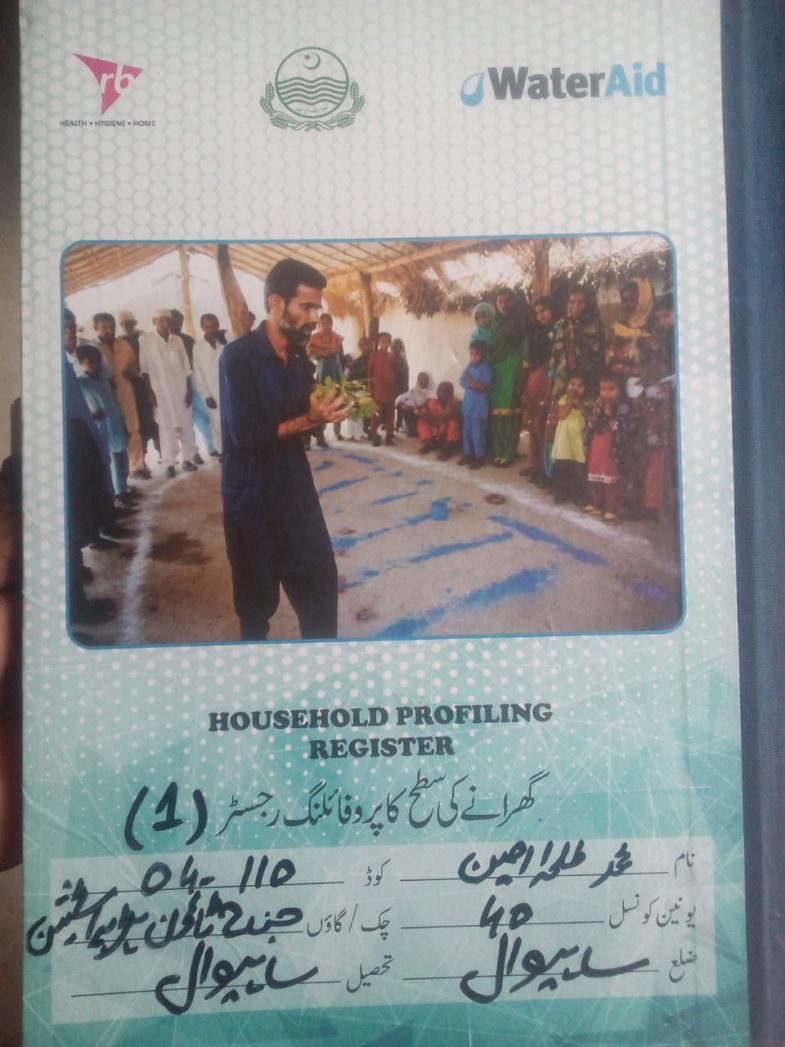 rb
HEALTH • HYGIENE • HOME
WaterAid
HOUSEHOLD PROFILING
REGISTER
گھرانے کی سطح کا پروفائلنگ رجسٹر (1)
نام محمد طلحہ امین کوڈ 04-110
یونین کونسل 40 چک / گاؤں ٹاؤن
ضلع ساہیوال تحصیل ساہیوال